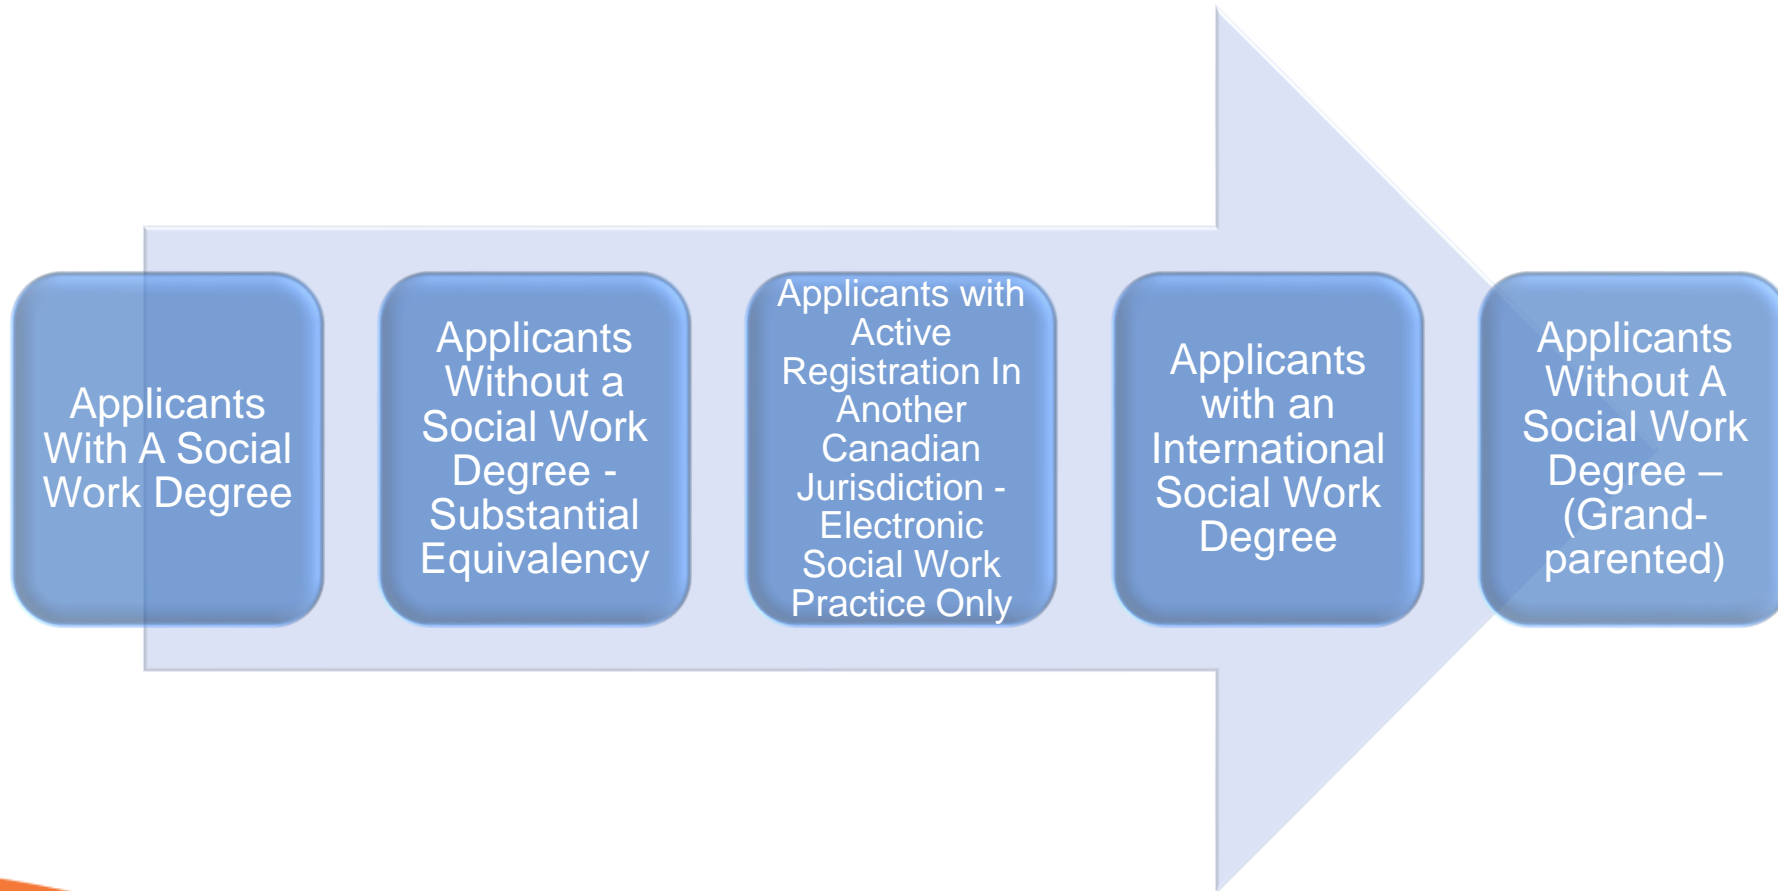 Applicants
With A Social
Work Degree
Applicants
Without a
Social Work
Degree -
Substantial
Equivalency
Applicants with
Active
Registration In
Another
Canadian
Jurisdiction -
Electronic
Social Work
Practice Only
Applicants
with an
International
Social Work
Degree
Applicants
Without A
Social Work
Degree –
(Grand-
parented)